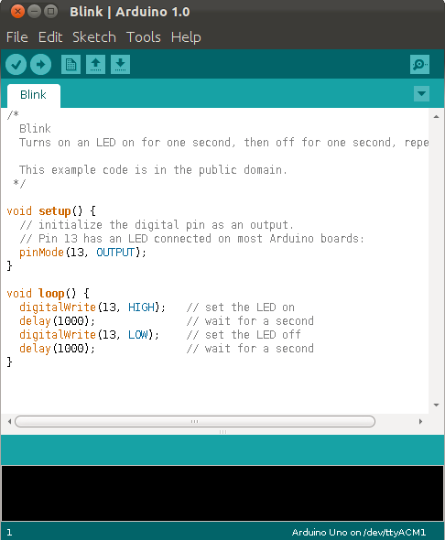 Blink | Arduino 1.0
File Edit Sketch Tools Help
Blink
/*
  Blink
  Turns on an LED on for one second, then off for one second, repe

  This example code is in the public domain.
 */

void setup() {
  // initialize the digital pin as an output.
  // Pin 13 has an LED connected on most Arduino boards:
  pinMode(13, OUTPUT);
}

void loop() {
  digitalWrite(13, HIGH);   // set the LED on
  delay(1000);              // wait for a second
  digitalWrite(13, LOW);    // set the LED off
  delay(1000);              // wait for a second
}
1
Arduino Uno on /dev/ttyACM1